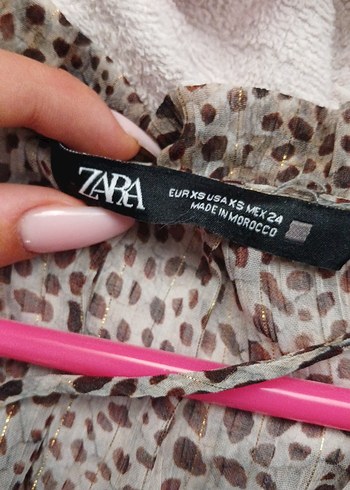 ZARA
EUR XS USA XS MEX 24
MADE IN MOROCCO